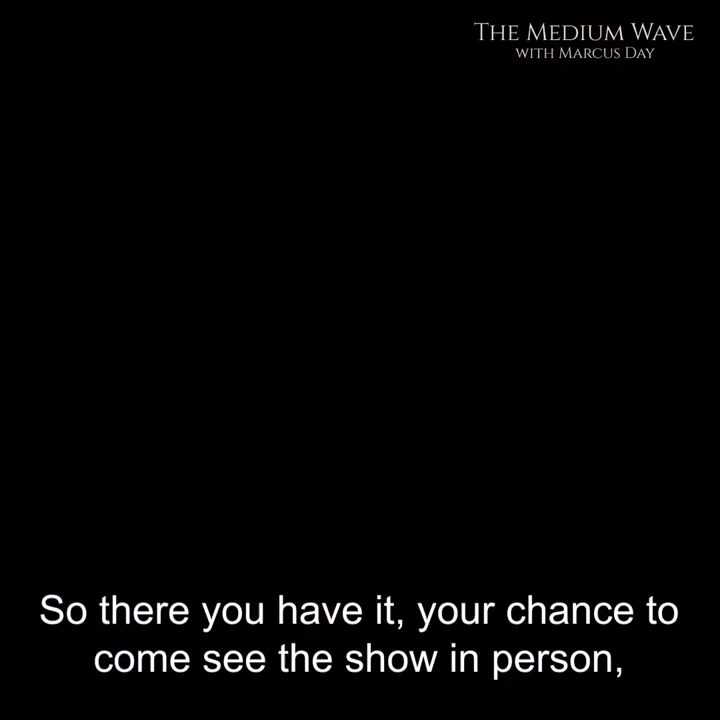 THE MEDIUM WAVE
WITH MARCUS DAY
So there you have it, your chance to
come see the show in person,